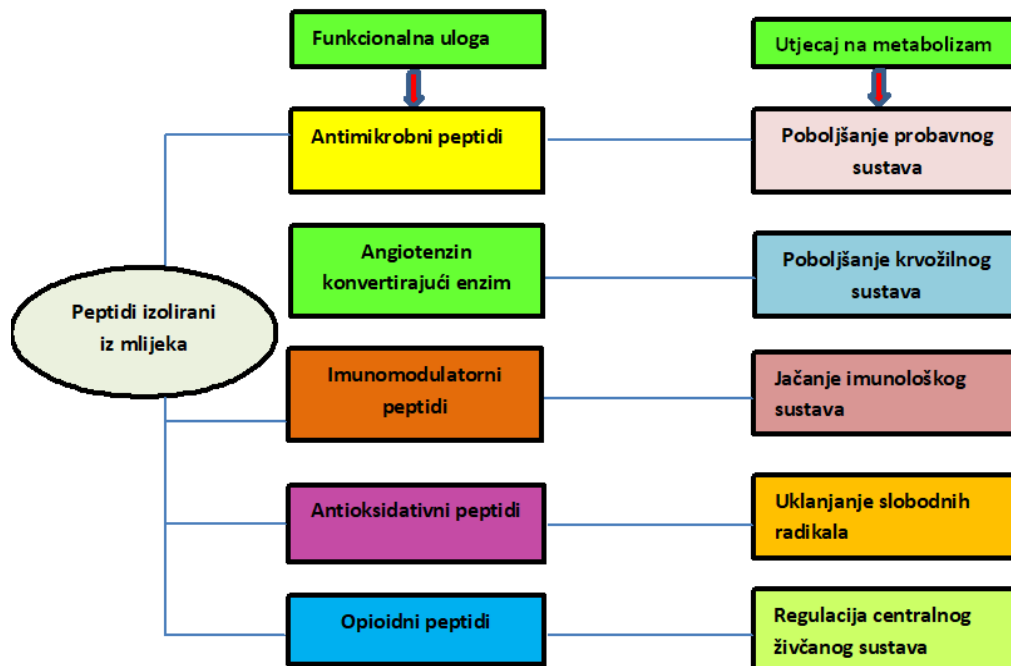 Funkcionalna uloga
Utjecaj na metabolizam
Antimikrobni peptidi
Poboljšanje probavnog
sustava
Angiotenzin
konvertirajući enzim
Poboljšanje krvožilnog
sustava
Peptidi izolirani
iz mlijeka
Imunomodulatorni
peptidi
Jačanje imunološkog
sustava
Antioksidativni peptidi
Uklanjanje slobodnih
radikala
Opioidni peptidi
Regulacija centralnog
živčanog sustava